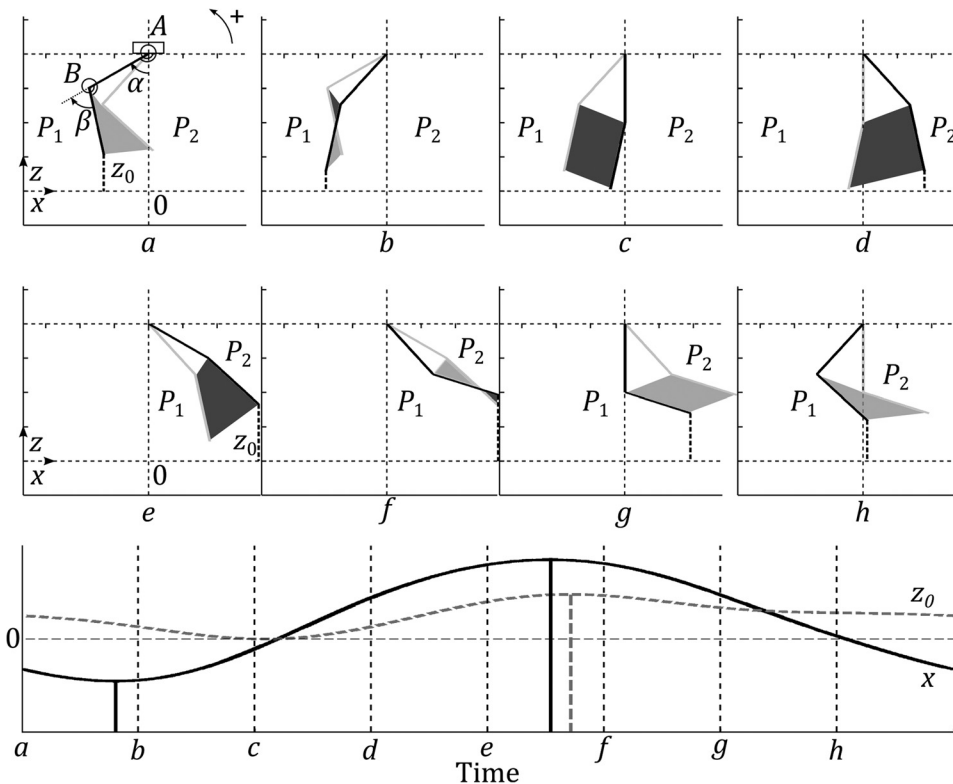 A +
B α
β
P₁ P₂ P₁ P₂ P₁ P₂ P₁ P₂
z z₀
x 0
a b c d
P₂ P₂ P₂ P₂
P₁ P₁ P₁ P₁
z z₀
x 0
e f g h
z₀
0
x
a b c d e f g h
Time